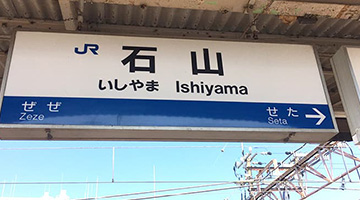 JR 石山
いしやま Ishiyama
ぜぜ せた →
Zeze Seta